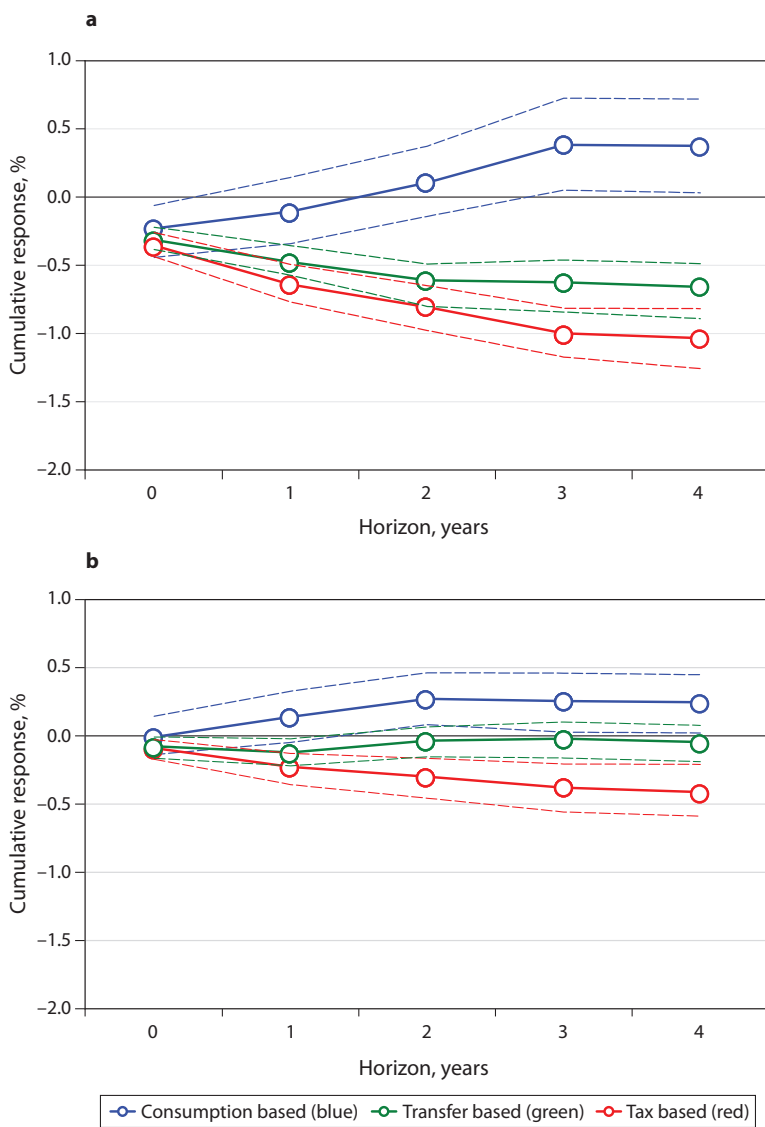 a
1.0
0.5
0.0
−0.5
−1.0
−1.5
−2.0
Cumulative response, %
0 1 2 3 4
Horizon, years
b
1.0
0.5
0.0
−0.5
−1.0
−1.5
−2.0
Cumulative response, %
0 1 2 3 4
Horizon, years
Consumption based (blue) Transfer based (green) Tax based (red)